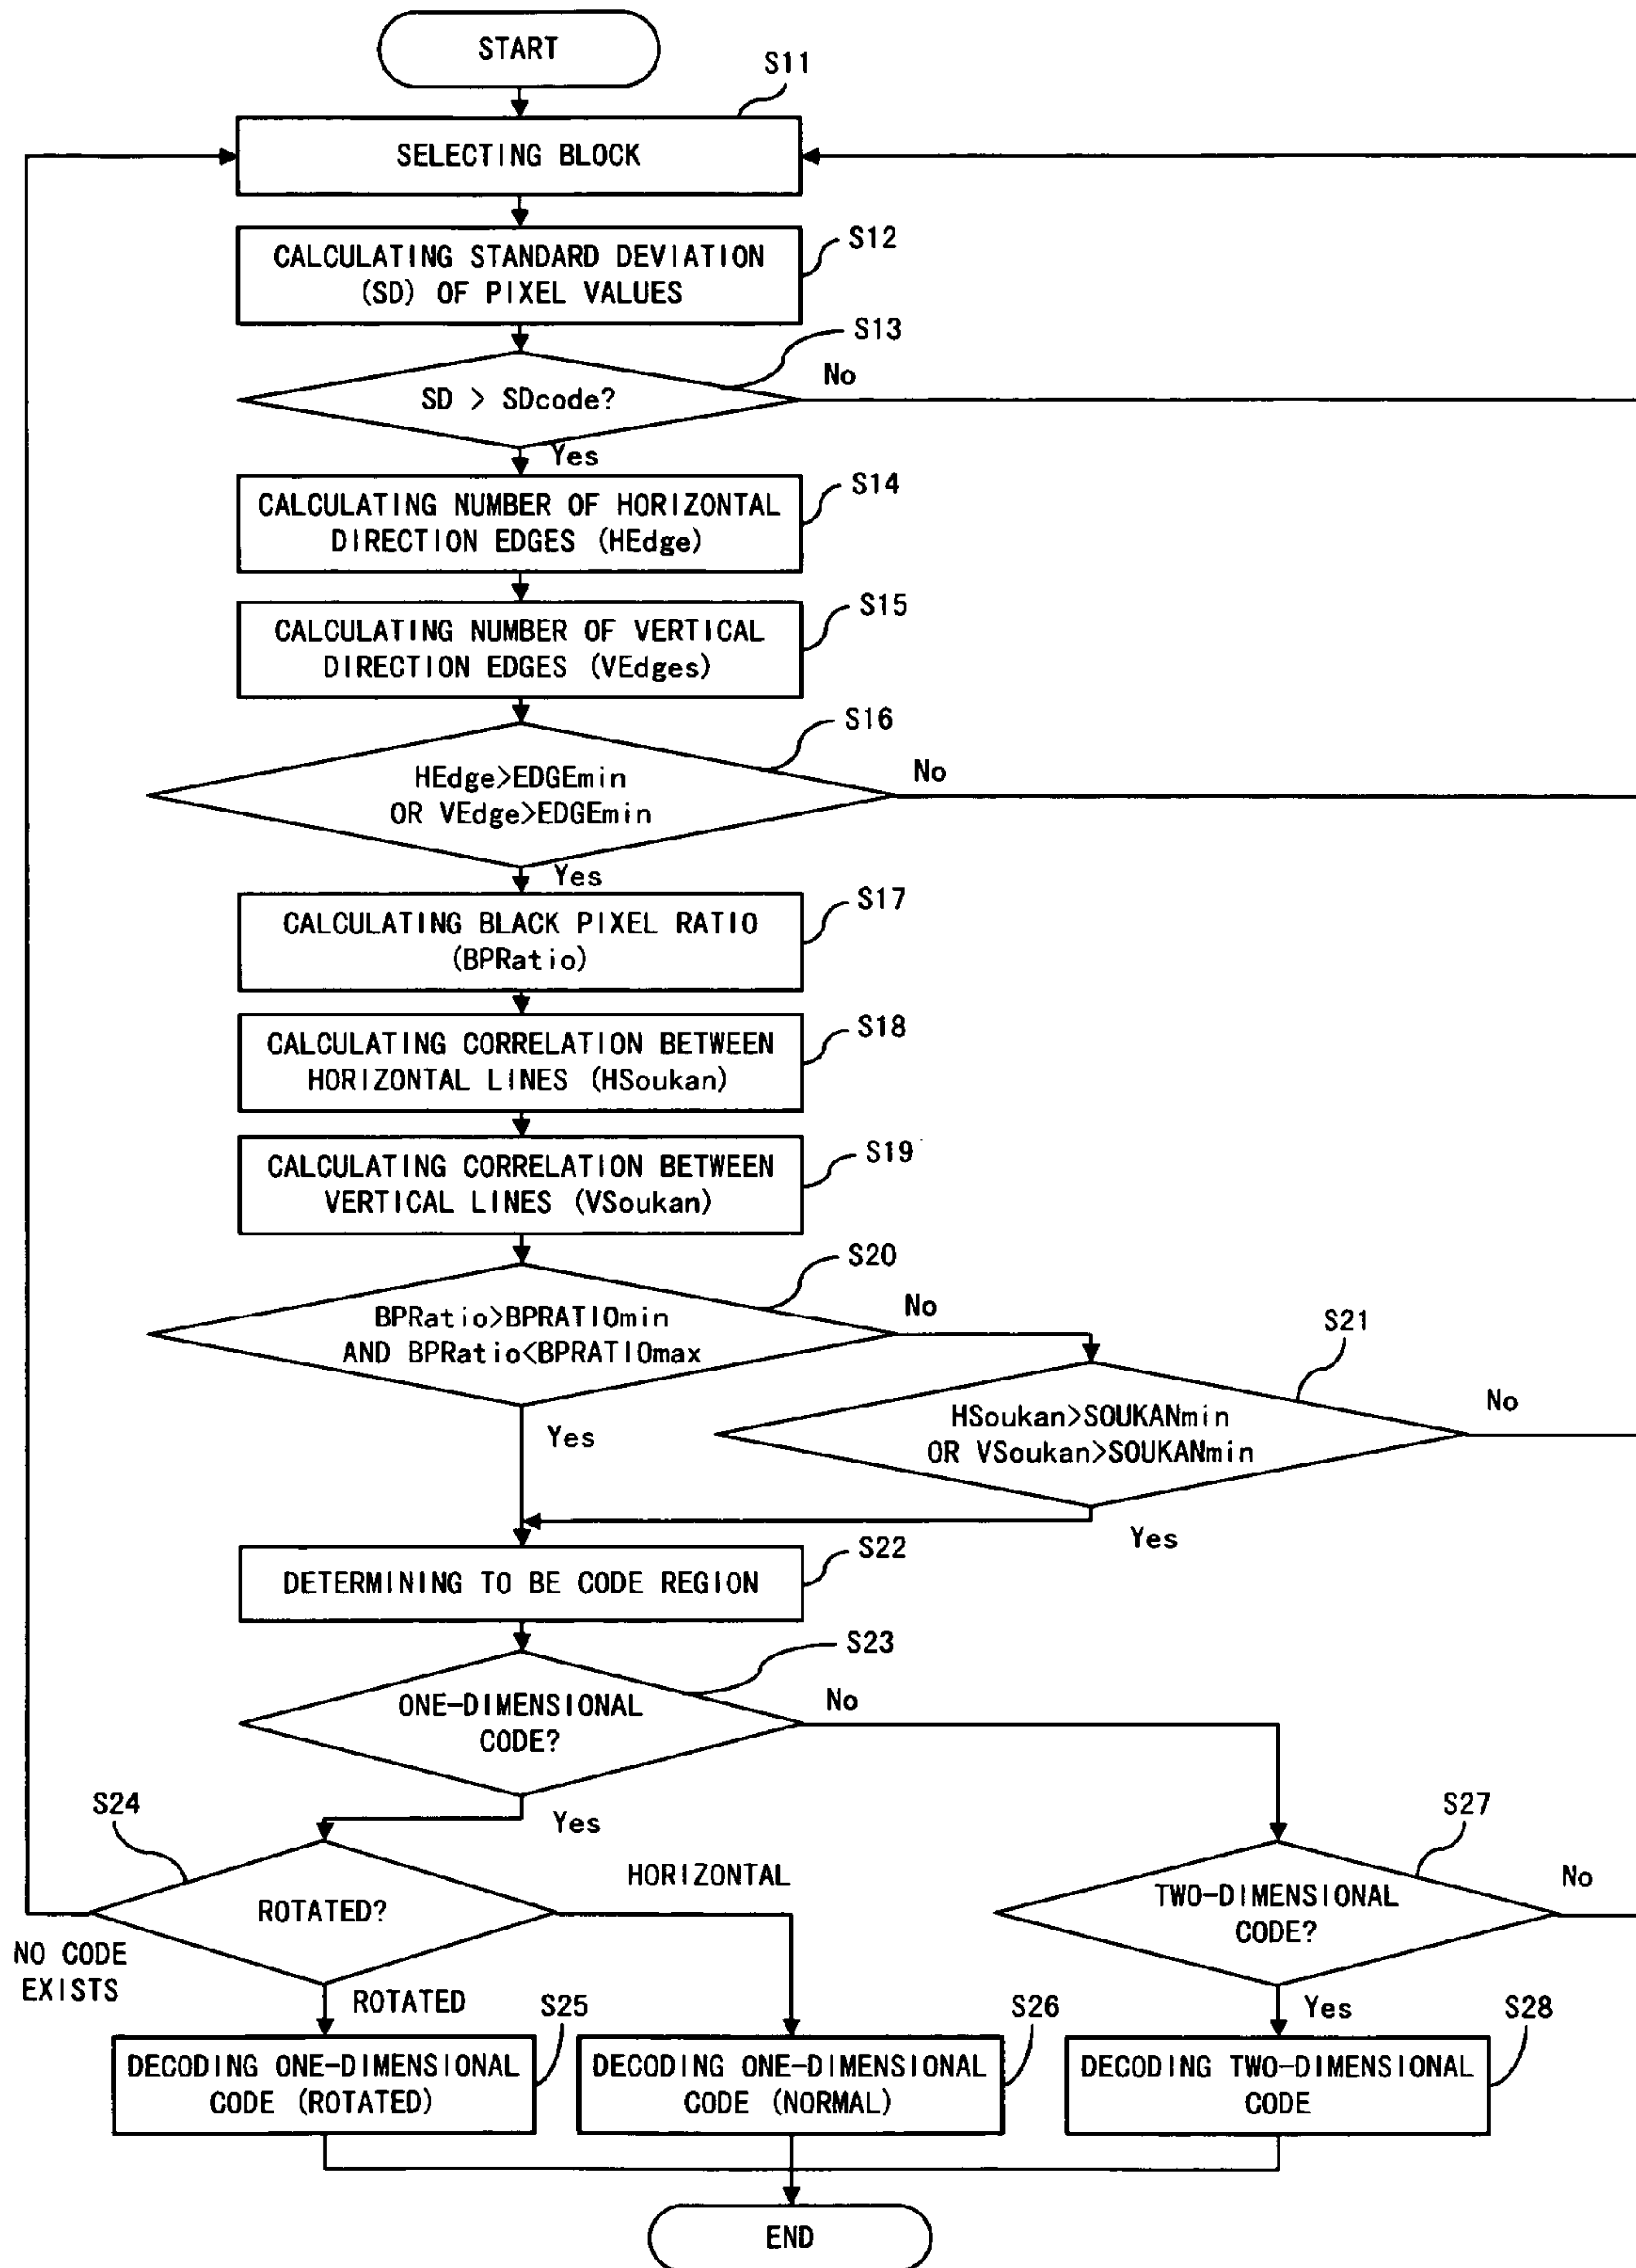 START
S11
SELECTING BLOCK
S12
CALCULATING STANDARD DEVIATION
(SD) OF PIXEL VALUES
S13
SD > SDcode?
No
Yes
S14
CALCULATING NUMBER OF HORIZONTAL
DIRECTION EDGES (HEdge)
S15
CALCULATING NUMBER OF VERTICAL
DIRECTION EDGES (VEdges)
S16
HEdge>EDGEmin
OR VEdge>EDGEmin
No
Yes
S17
CALCULATING BLACK PIXEL RATIO
(BPRatio)
S18
CALCULATING CORRELATION BETWEEN
HORIZONTAL LINES (HSoukan)
S19
CALCULATING CORRELATION BETWEEN
VERTICAL LINES (VSoukan)
S20
BPRatio>BPRATIOmin
AND BPRatio<BPRATIOmax
No
Yes
S21
HSoukan>SOUKANmin
OR VSoukan>SOUKANmin
No
Yes
S22
DETERMINING TO BE CODE REGION
S23
ONE-DIMENSIONAL
CODE?
No
Yes
S24
ROTATED?
HORIZONTAL
NO CODE
EXISTS
ROTATED
S27
TWO-DIMENSIONAL
CODE?
No
Yes
S25
DECODING ONE-DIMENSIONAL
CODE (ROTATED)
S26
DECODING ONE-DIMENSIONAL
CODE (NORMAL)
S28
DECODING TWO-DIMENSIONAL
CODE
END